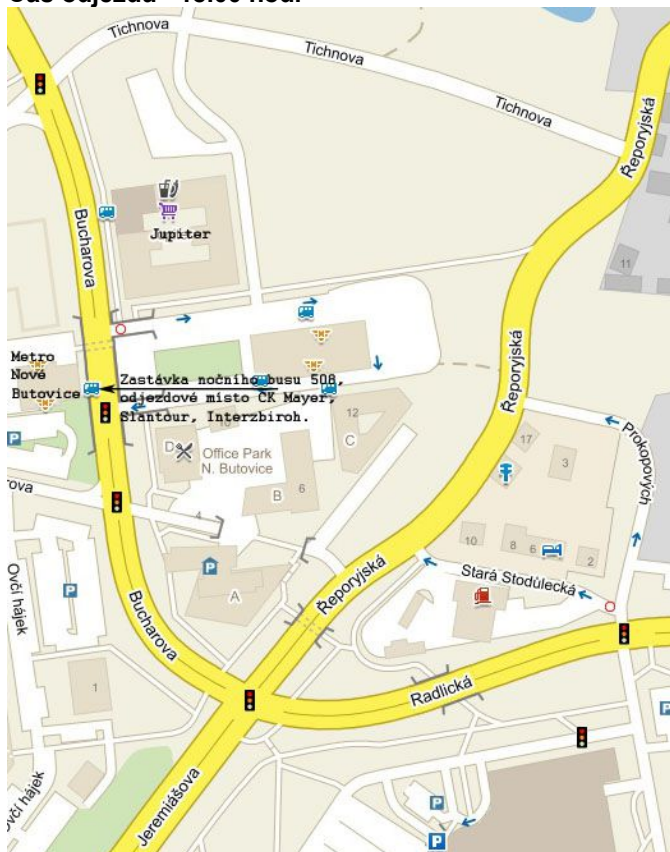 Tichnova
Tichnova
Tichnova
Řeporyjská
Bucharova
Jupiter
11
Metro
Nové
Butovice
Zastávka nočního busu 508,
odjezdové místo CK Mayer,
Slantour, Interzbiroh.
Řeporyjská
12
D
C
Office Park
N. Butovice
B
6
4
17
3
Prokopových
10
8
6
2
Stará Stodůlecká
Řeporyjská
A
P
P
P
Ovčí hájek
Bucharova
1
Radlická
P
Jeremiášova
Ovčí hájek
P
P